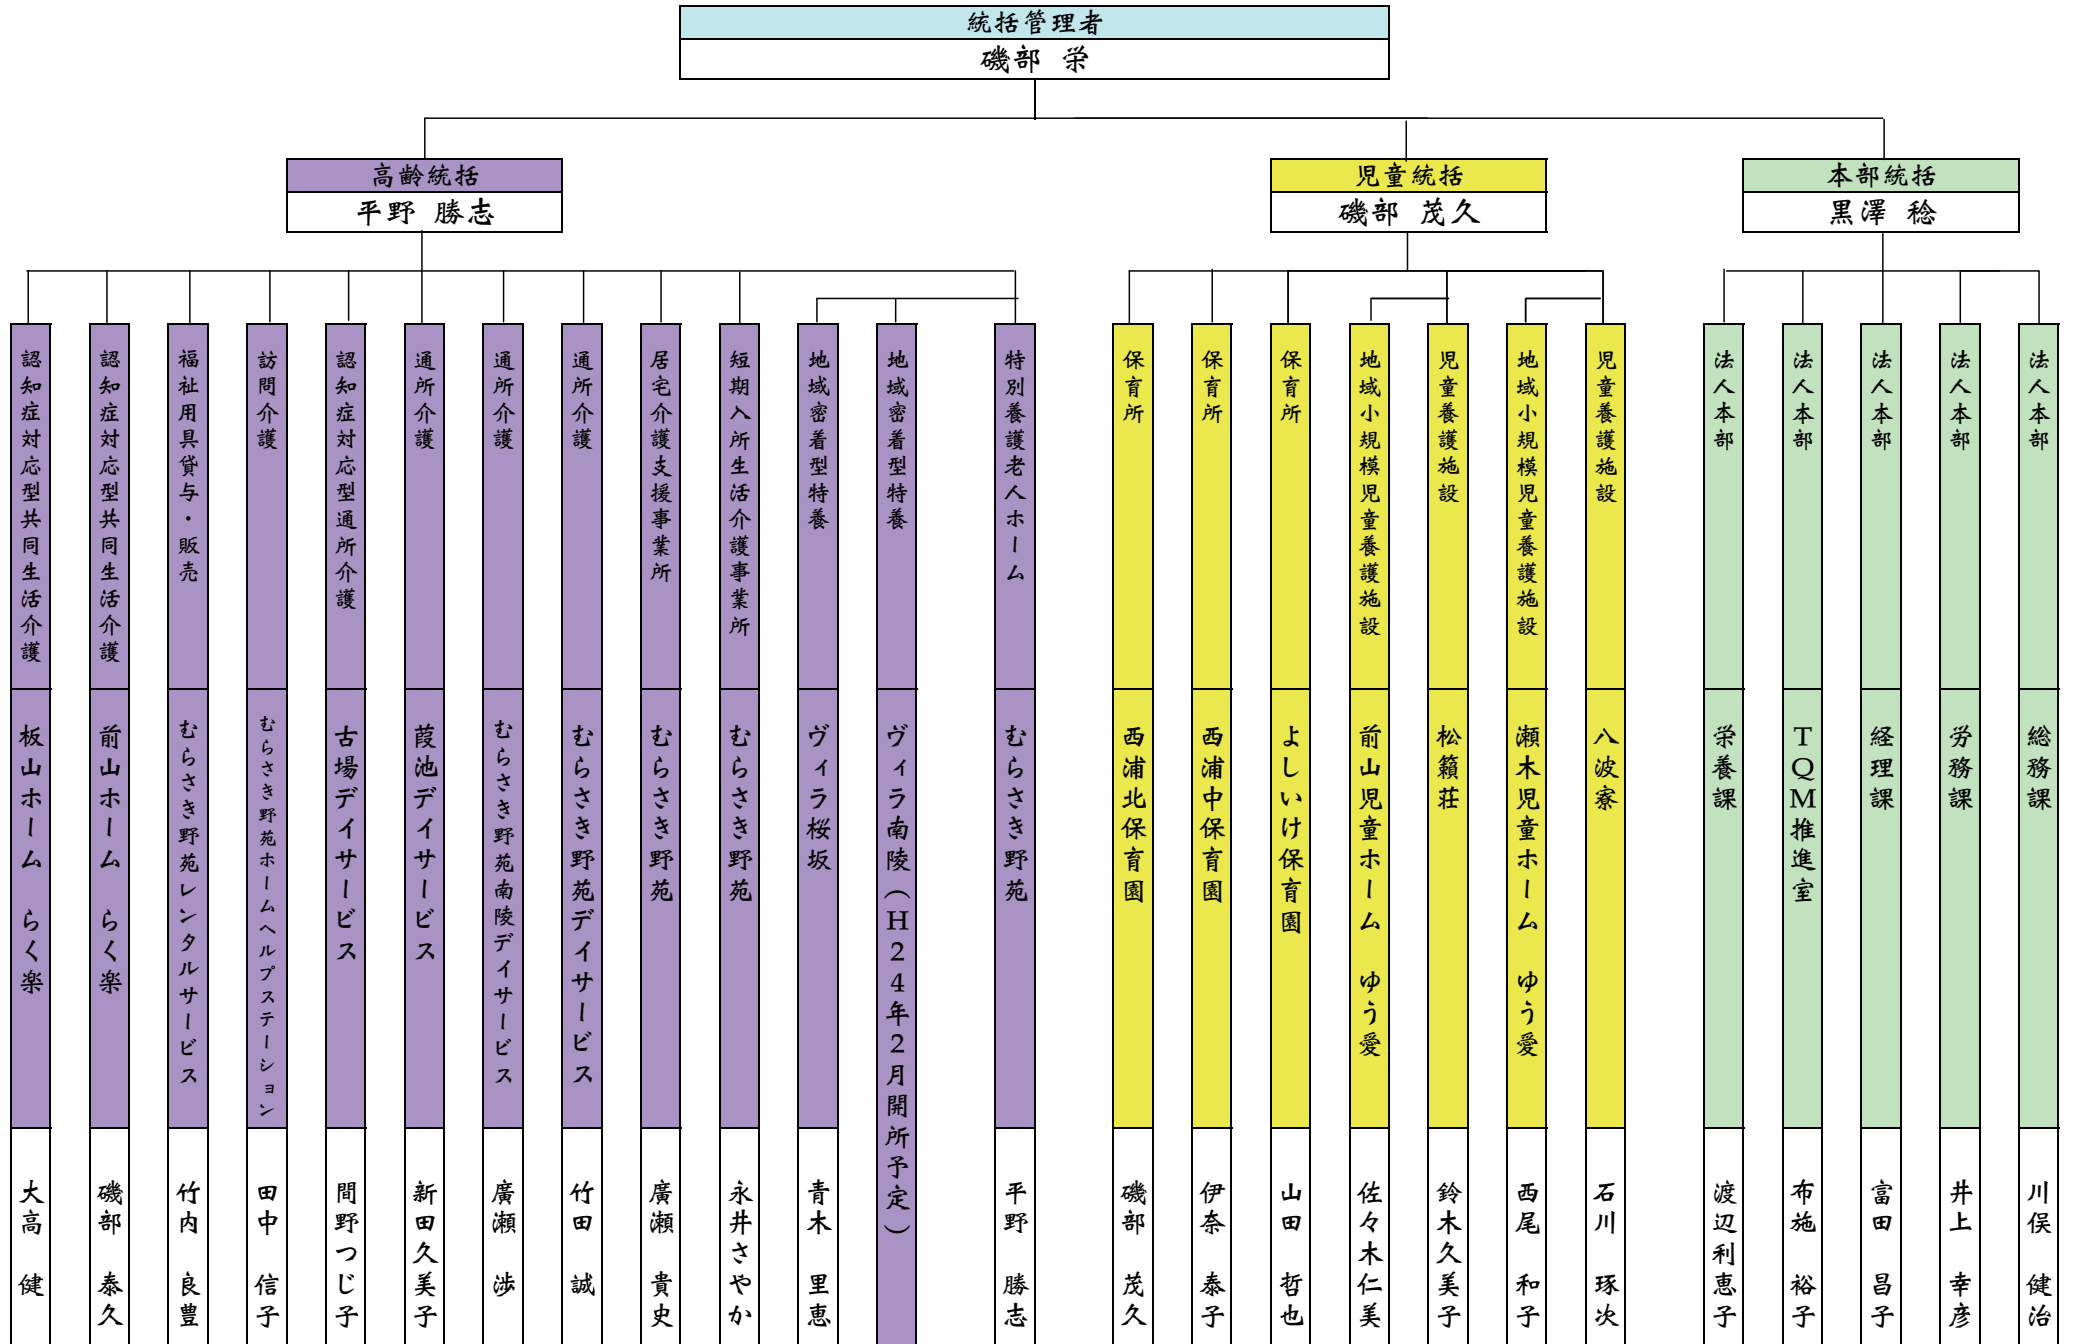 統括管理者
磯部 栄
高齢統括
平野 勝志
児童統括
磯部 茂久
本部統括
黒澤 稔
認知症対応型共同生活介護
板山ホーム らく楽
大高 健
認知症対応型共同生活介護
前山ホーム らく楽
磯部 泰久
福祉用具貸与・販売
むらさき野苑レンタルサービス
竹内 良豊
訪問介護
むらさき野苑ホームヘルプステーション
田中 信子
認知症対応型通所介護
古場デイサービス
間野つじ子
通所介護
葭池デイサービス
新田久美子
通所介護
むらさき野苑南陵デイサービス
廣瀬 渉
通所介護
むらさき野苑デイサービス
竹田 誠
居宅介護支援事業所
むらさき野苑
廣瀬 貴史
短期入所生活介護事業所
むらさき野苑
永井さやか
地域密着型特養
ヴィラ桜坂
青木 里恵
地域密着型特養
ヴィラ南陵(H24年2月開所予定)
特別養護老人ホーム
むらさき野苑
平野 勝志
保育所
西浦北保育園
磯部 茂久
保育所
西浦中保育園
伊奈 泰子
保育所
よしいけ保育園
山田 哲也
地域小規模児童養護施設
前山児童ホーム ゆう愛
佐々木仁美
児童養護施設
松籟荘
鈴木久美子
地域小規模児童養護施設
瀬木児童ホーム ゆう愛
西尾 和子
児童養護施設
八波寮
石川 琢次
法人本部
栄養課
渡辺利恵子
法人本部
TQM推進室
布施 裕子
法人本部
経理課
富田 昌子
法人本部
労務課
井上 幸彦
法人本部
総務課
川俣 健治